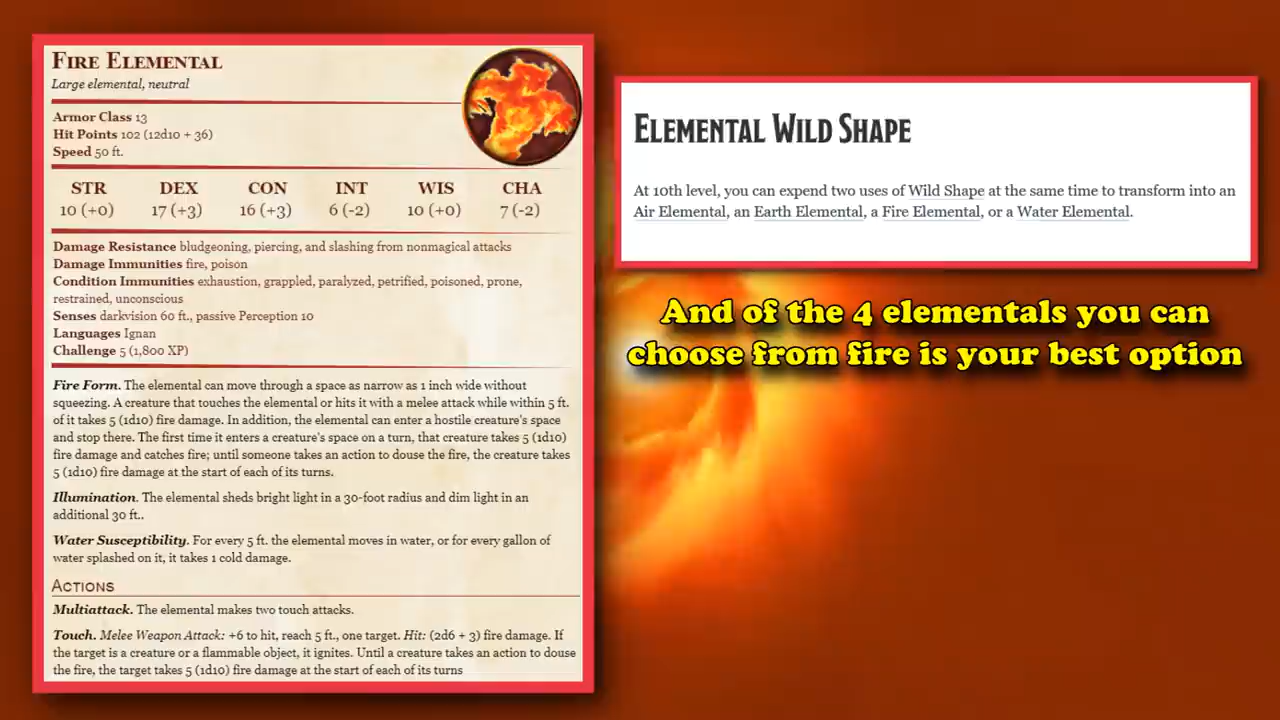 Fire Elemental
Large elemental, neutral
Armor Class 13
Hit Points 102 (12d10 + 36)
Speed 50 ft.
STR DEX CON INT WIS CHA
10 (+0) 17 (+3) 16 (+3) 6 (-2) 10 (+0) 7 (-2)
Damage Resistance bludgeoning, piercing, and slashing from nonmagical attacks
Damage Immunities fire, poison
Condition Immunities exhaustion, grappled, paralyzed, petrified, poisoned, prone,
restrained, unconscious
Senses darkvision 60 ft., passive Perception 10
Languages Ignan
Challenge 5 (1,800 XP)
Fire Form. The elemental can move through a space as narrow as 1 inch wide without
squeezing. A creature that touches the elemental or hits it with a melee attack while within 5 ft.
of it takes 5 (1d10) fire damage. In addition, the elemental can enter a hostile creature's space
and stop there. The first time it enters a creature's space on a turn, that creature takes 5 (1d10)
fire damage and catches fire; until someone takes an action to douse the fire, the creature takes
5 (1d10) fire damage at the start of each of its turns.
Illumination. The elemental sheds bright light in a 30-foot radius and dim light in an
additional 30 ft..
Water Susceptibility. For every 5 ft. the elemental moves in water, or for every gallon of
water splashed on it, it takes 1 cold damage.
Actions
Multiattack. The elemental makes two touch attacks.
Touch. Melee Weapon Attack: +6 to hit, reach 5 ft., one target. Hit: (2d6 + 3) fire damage. If
the target is a creature or a flammable object, it ignites. Until a creature takes an action to douse
the fire, the target takes 5 (1d10) fire damage at the start of each of its turns
Elemental Wild Shape
At 10th level, you can expend two uses of Wild Shape at the same time to transform into an
Air Elemental, an Earth Elemental, a Fire Elemental, or a Water Elemental.
And of the 4 elementals you can
choose from fire is your best option